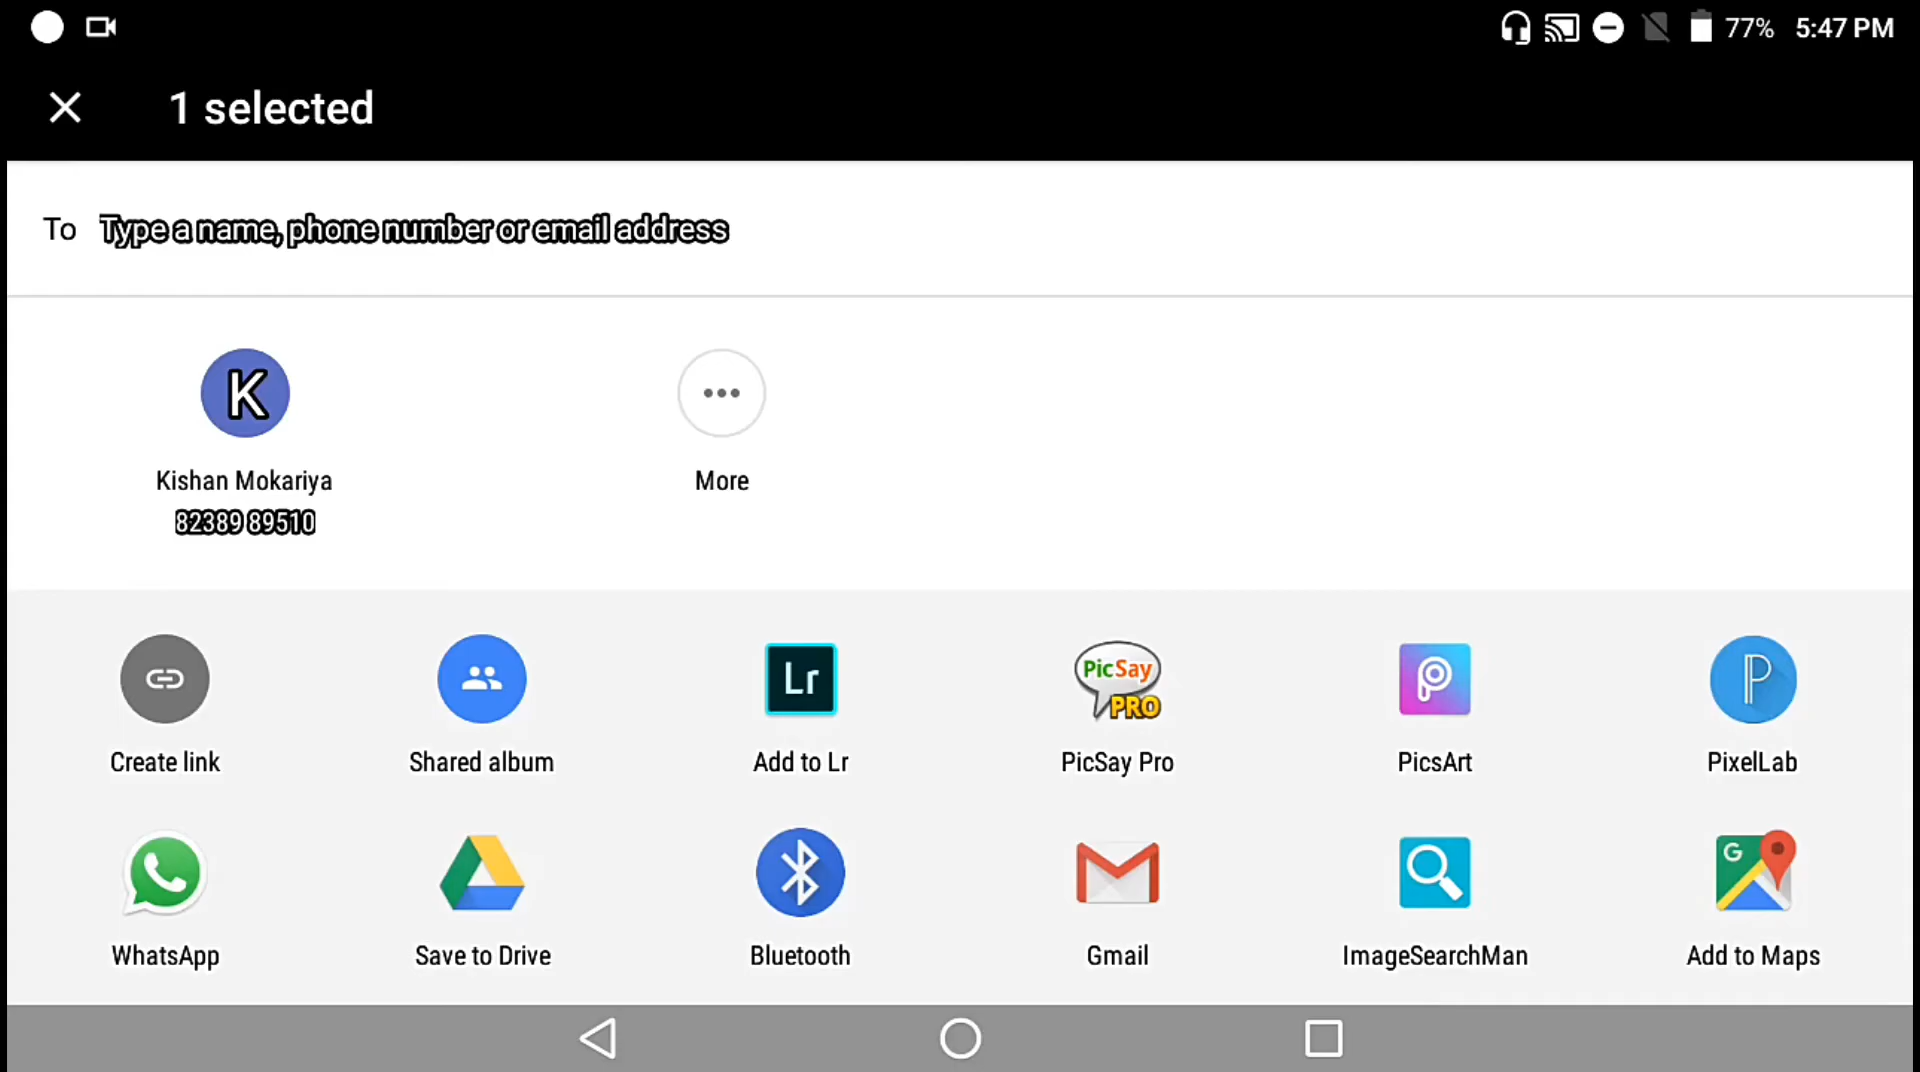 77% 5:47 PM
1 selected
To Type a name, phone number or email address
K
Kishan Mokariya
82389 89510
More
Lr
PicSay
PRO
P
P
Create link
Shared album
Add to Lr
PicSay Pro
PicsArt
PixelLab
G
WhatsApp
Save to Drive
Bluetooth
Gmail
ImageSearchMan
Add to Maps